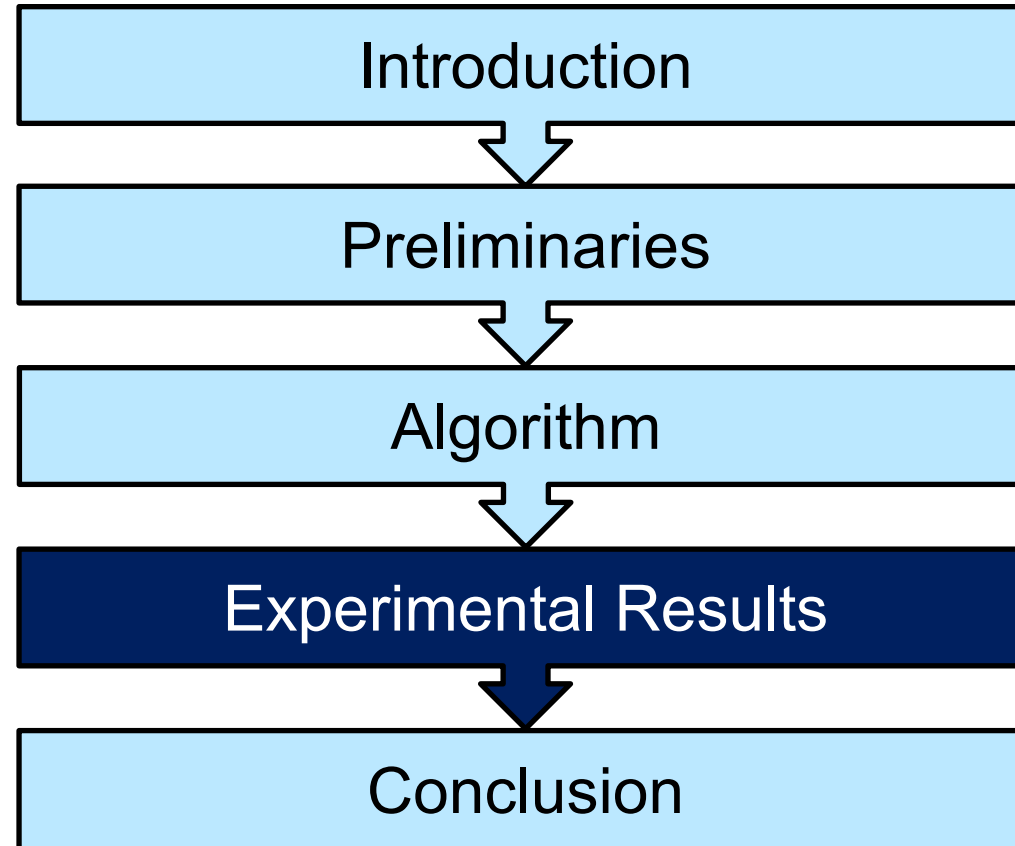 Introduction
Preliminaries
Algorithm
Experimental Results
Conclusion